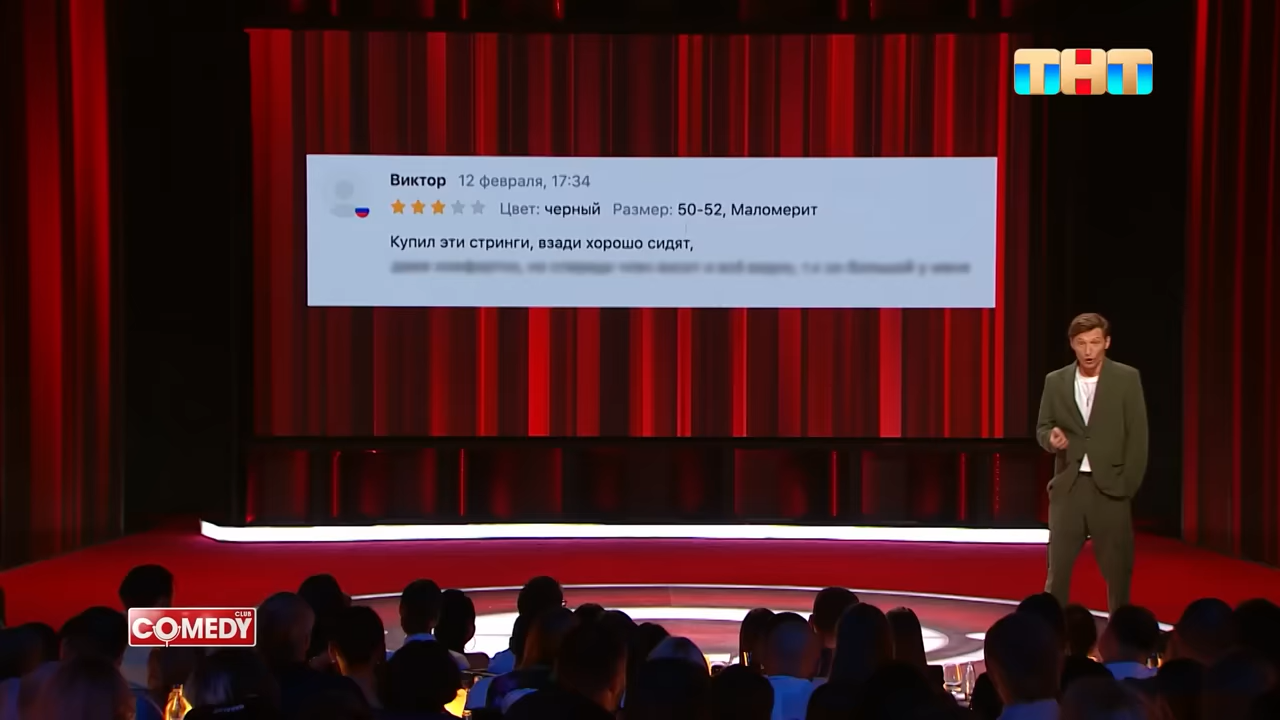 ТНТ
Виктор 12 февраля, 17:34
Цвет: черный Размер: 50-52, Маломерит
Купил эти стринги, взади хорошо сидят,
COMEDY CLUB